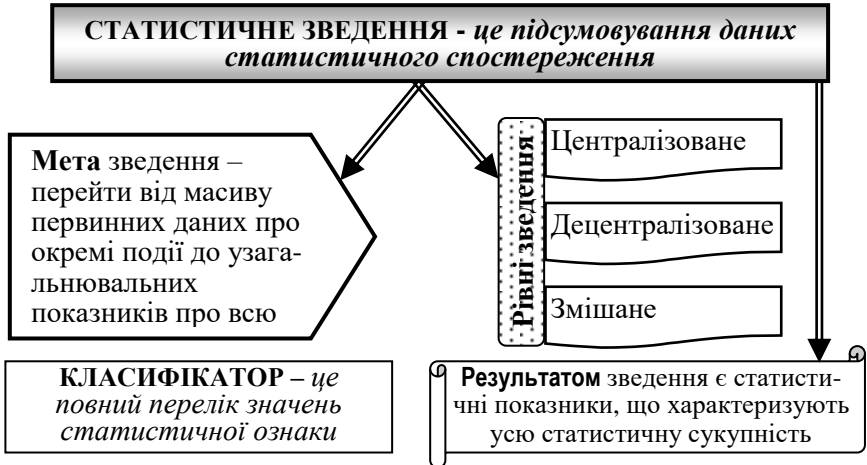 СТАТИСТИЧНЕ ЗВЕДЕННЯ - це підсумовування даних
статистичного спостереження
Мета зведення –
перейти від масиву
первинних даних про
окремі події до узага-
льнювальних
показників про всю
Рівні зведення
Централізоване
Децентралізоване
Змішане
КЛАСИФІКАТОР – це
повний перелік значень
статистичної ознаки
Результатом зведення є статисти-
чні показники, що характеризують
усю статистичну сукупність